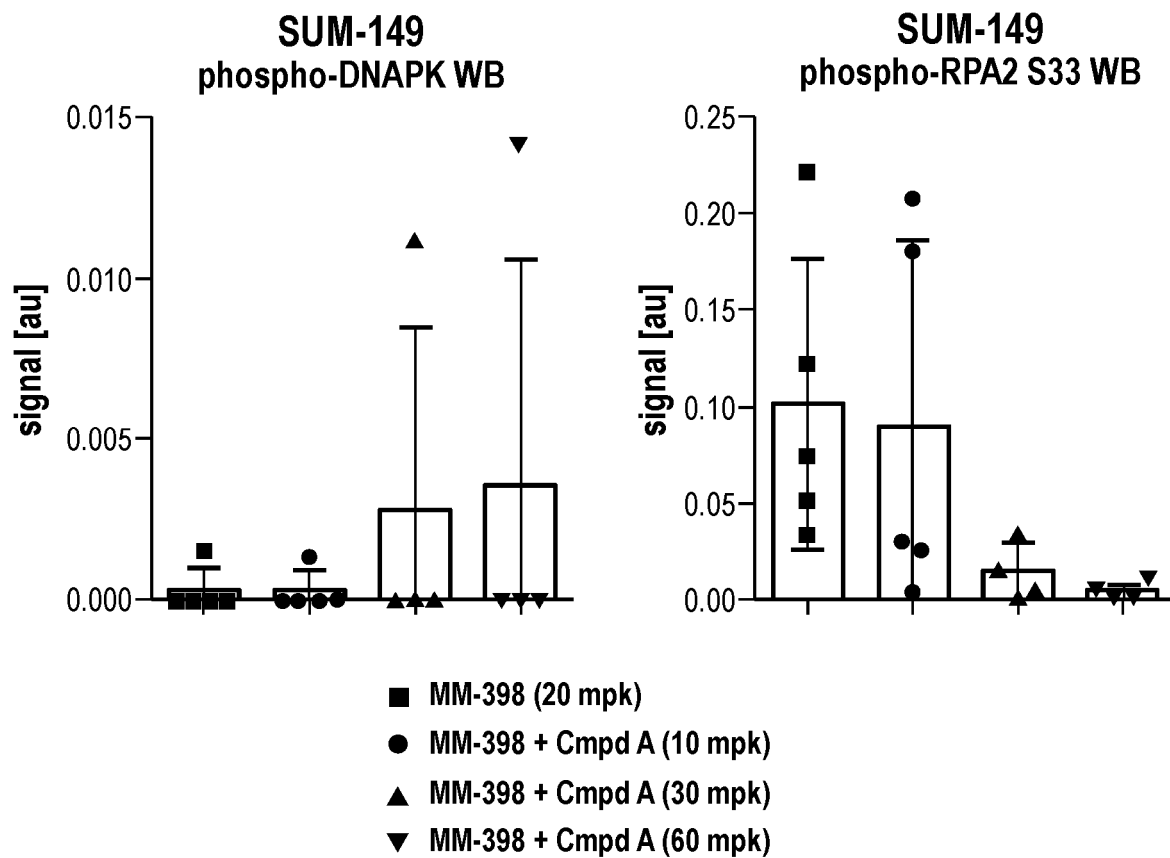 SUM-149
phospho-DNAPK WB
signal [au]
0.015
0.010
0.005
0.000
SUM-149
phospho-RPA2 S33 WB
signal [au]
0.25
0.20
0.15
0.10
0.05
0.00
MM-398 (20 mpk)
MM-398 + Cmpd A (10 mpk)
MM-398 + Cmpd A (30 mpk)
MM-398 + Cmpd A (60 mpk)